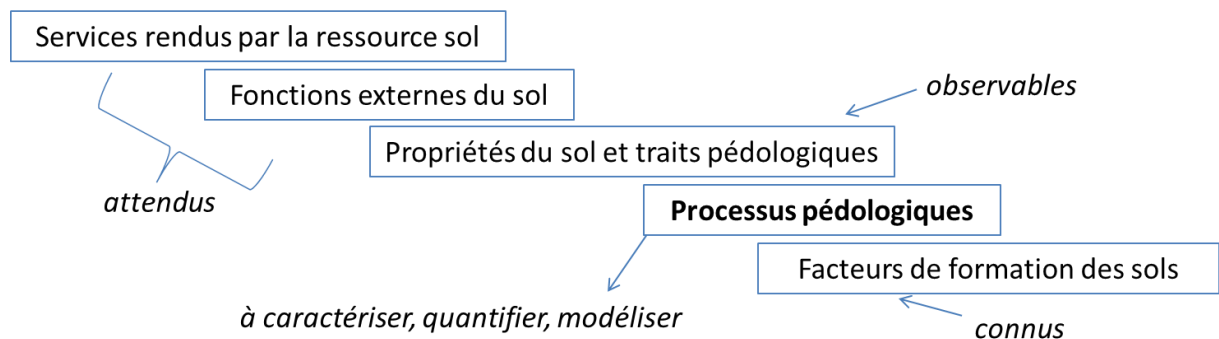 Services rendus par la ressource sol
Fonctions externes du sol
observables
Propriétés du sol et traits pédologiques
attendus
Processus pédologiques
Facteurs de formation des sols
à caractériser, quantifier, modéliser
connus